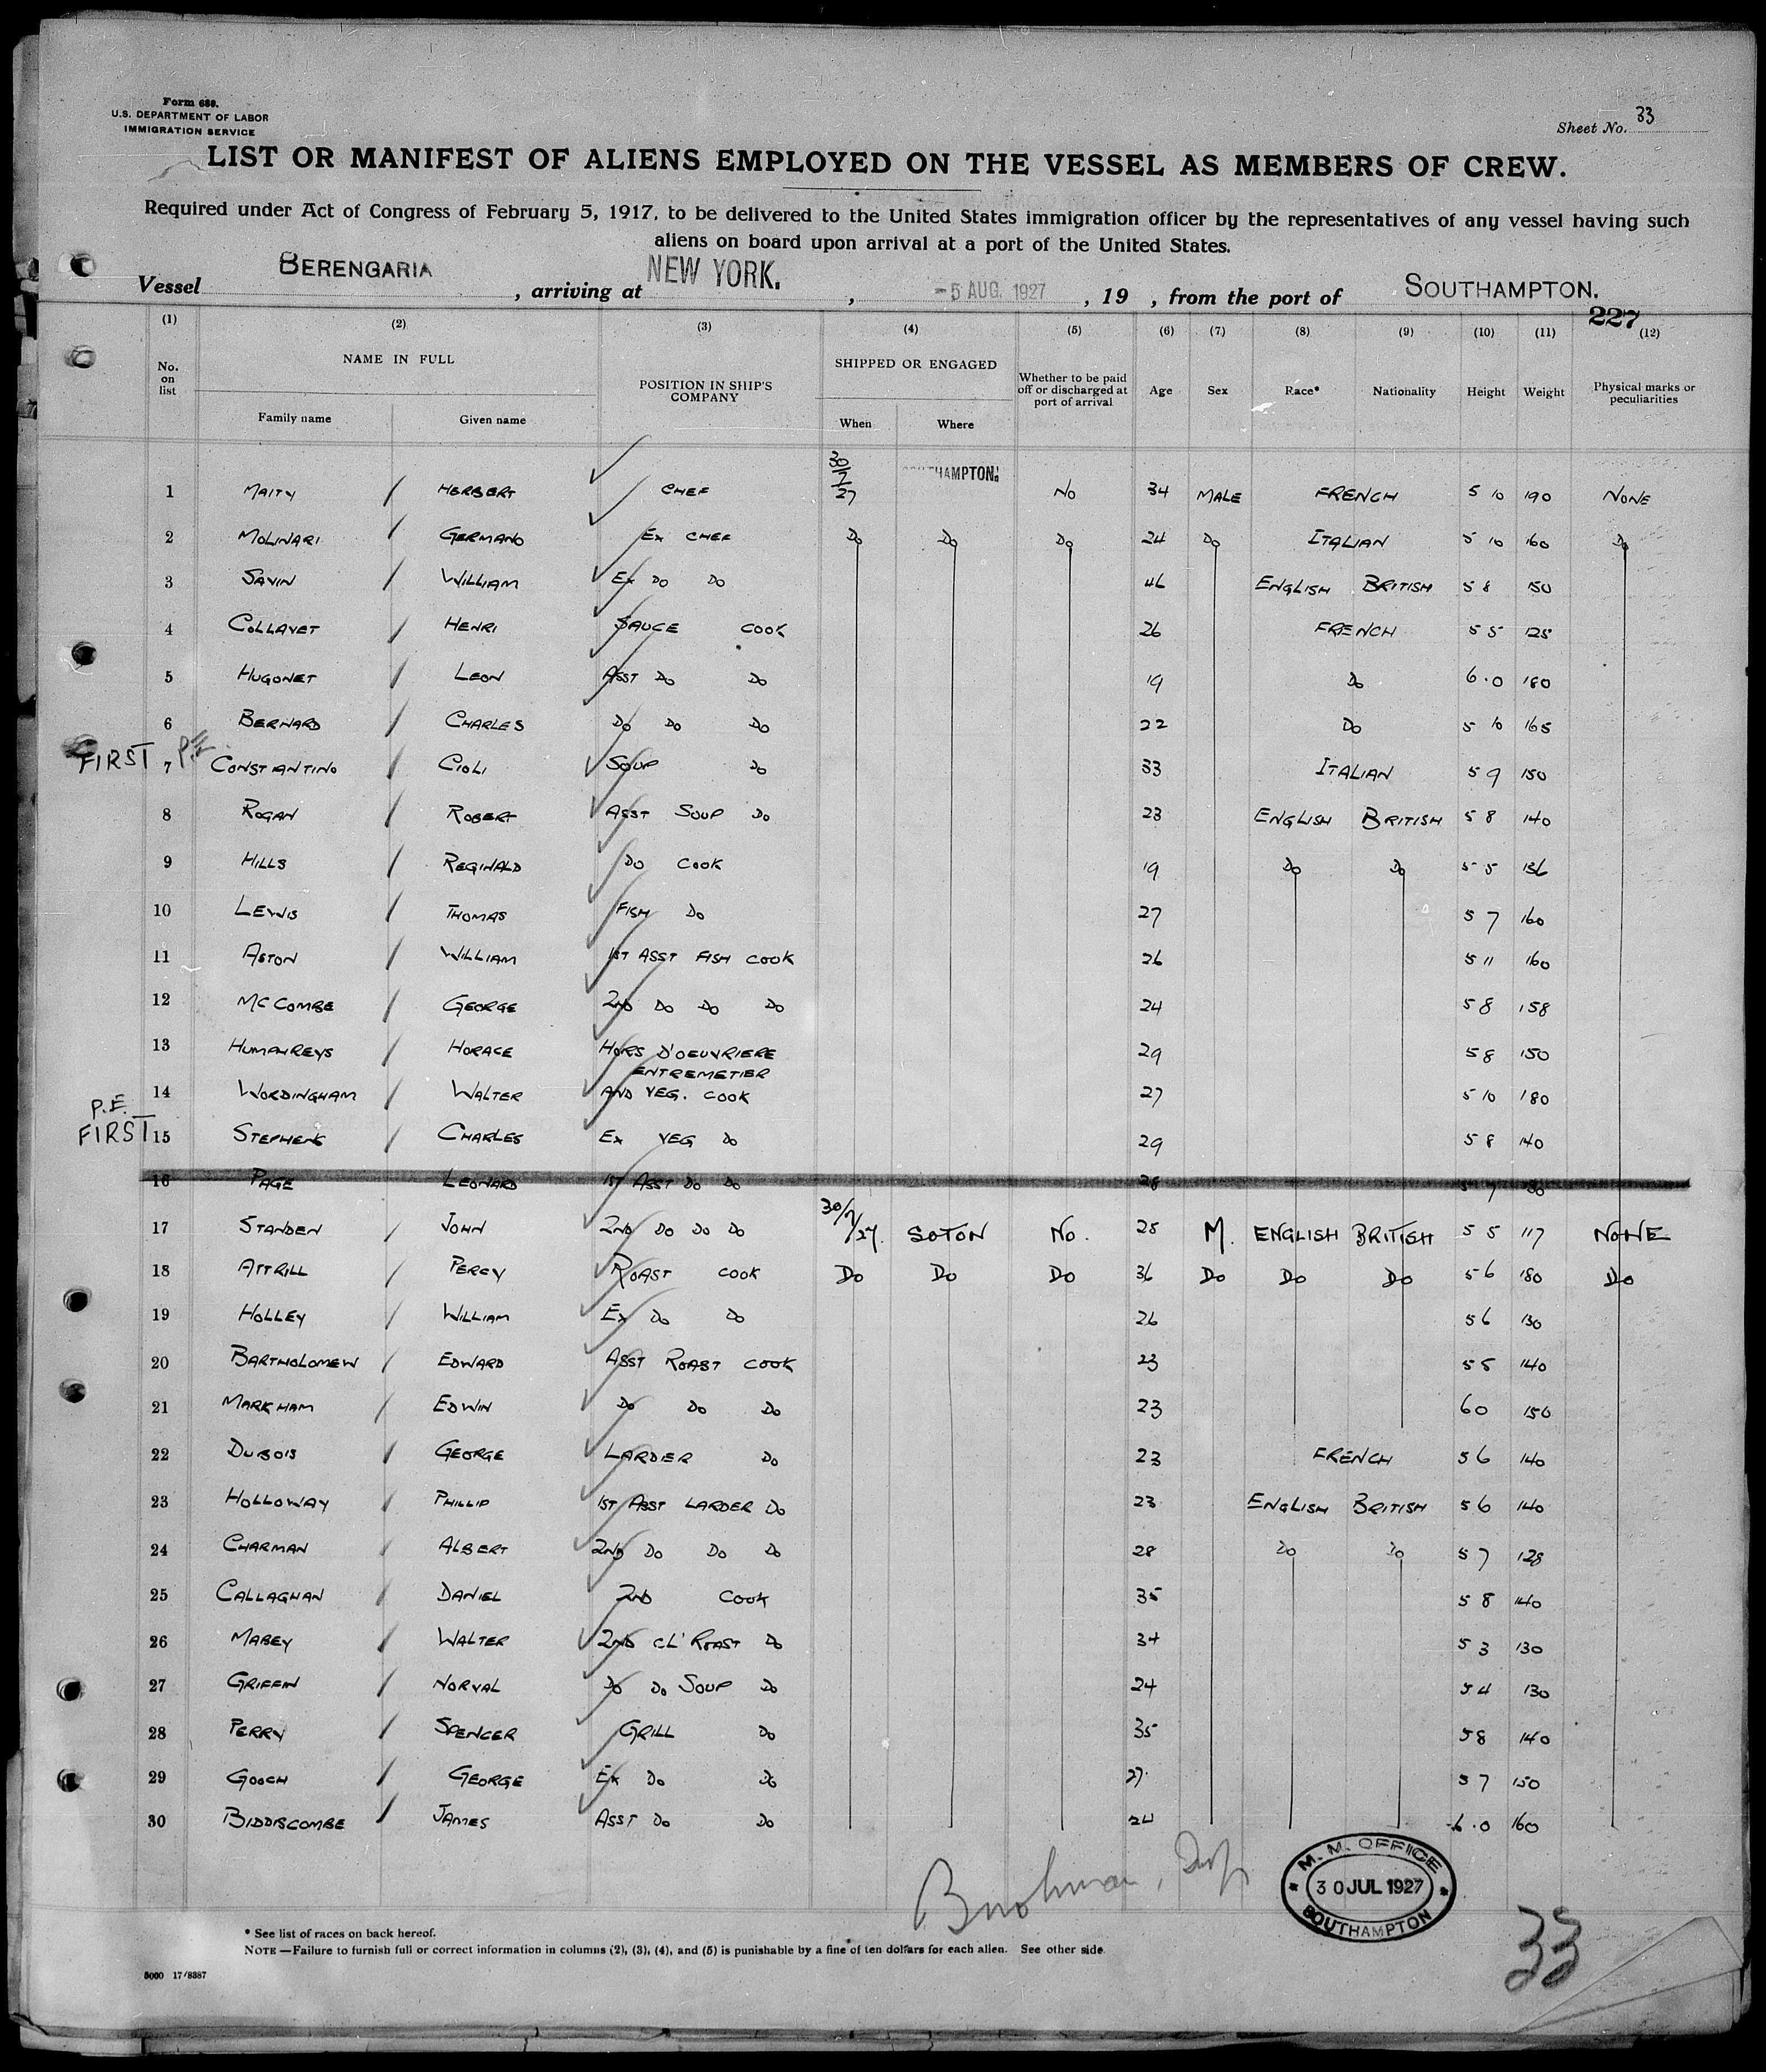 Form 689.
U.S. DEPARTMENT OF LABOR
IMMIGRATION SERVICE
Sheet No. 33
LIST OR MANIFEST OF ALIENS EMPLOYED ON THE VESSEL AS MEMBERS OF CREW.
Required under Act of Congress of February 5, 1917, to be delivered to the United States immigration officer by the representatives of any vessel having such
aliens on board upon arrival at a port of the United States.
Vessel BERENGARIA, arriving at NEW YORK., -5 AUG. 1927, 19 , from the port of SOUTHAMPTON.
227
(1) (2) (3) (4) (5) (6) (7) (8) (9) (10) (11) (12)
No. on list NAME IN FULL POSITION IN SHIP'S COMPANY SHIPPED OR ENGAGED Whether to be paid off or discharged at port of arrival Age Sex Race* Nationality Height Weight Physical marks or peculiarities
Family name Given name When Where
1 MAITY / HERBERT CHEF 30/7/27 HAMPTON. NO 34 MALE FRENCH 5 10 190 NONE
2 MOLINARI / GERMANO EX CHEF DO DO DO 24 DO ITALIAN 5 10 160 DO
3 SAVIN / WILLIAM EX DO DO 46 ENGLISH BRITISH 5 8 150
4 COLLAVET / HENRI SAUCE COOK 26 FRENCH 5 5 125
5 HUGONET / LEON ASST DO DO 19 DO 6.0 180
6 BERNARD / CHARLES DO DO DO 22 DO 5 10 165
FIRST P.E. 7 CONSTANTINO / CIOLI SOUP DO 33 ITALIAN 5 9 150
8 ROGAN / ROBERT ASST SOUP DO 23 ENGLISH BRITISH 5 8 140
9 HILLS / REGINALD DO COOK 19 DO DO 5 5 136
10 LEWIS / THOMAS FISH DO 27 5 7 160
11 ASTON / WILLIAM 1ST ASST FISH COOK 26 5 11 160
12 MCCOMBE / GEORGE 2ND DO DO DO 24 5 8 158
13 HUMPHREYS / HORACE HORS D'OEUVRIERE 29 5 8 150
ENTREMETIER
14 WORDINGHAM / WALTER AND VEG. COOK 27 5 10 180
P.E.
FIRST 15 STEPHENS / CHARLES EX VEG DO 29 5 8 140
16 PAGE LEONARD 1ST ASST DO DO 28 5 7 130
17 STANDEN / JOHN 2ND DO DO DO 30/7/27. SOTON NO. 25 M. ENGLISH BRITISH 5 5 117 NONE
18 ATTRILL / PERCY ROAST COOK DO DO DO 36 DO DO DO 5 6 180 DO
19 HOLLEY / WILLIAM EX DO DO 26 5 6 130
20 BARTHOLOMEW / EDWARD ASST ROAST COOK 23 5 5 140
21 MARKHAM / EDWIN DO DO DO 23 60 150
22 DUBOIS / GEORGE LARDER DO 23 FRENCH 5 6 140
23 HOLLOWAY / PHILLIP 1ST ASST LARDER DO 23 ENGLISH BRITISH 5 6 140
24 CHARMAN / ALBERT 2ND DO DO DO 28 DO DO 5 7 128
25 CALLAGHAN / DANIEL 2ND COOK 35 5 8 140
26 MABEY / WALTER 2ND CL' ROAST DO 34 5 3 130
27 GRIFFIN / NORVAL DO DO SOUP DO 24 5 4 130
28 PERRY / SPENCER GRILL DO 35 5 8 140
29 GOOCH / GEORGE EX DO DO 27 5 7 150
30 BIDDISCOMBE / JAMES ASST DO DO 24 6.0 160
M. M. OFFICE
30 JUL 1927
SOUTHAMPTON
33
* See list of races on back hereof.
NOTE—Failure to furnish full or correct information in columns (2), (3), (4), and (5) is punishable by a fine of ten dollars for each alien. See other side.
5000 17/8387